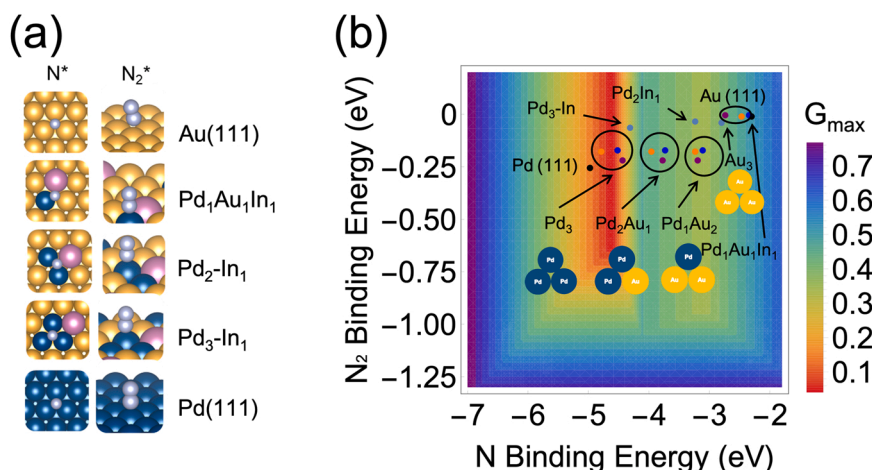 (a)
N* N₂*
Au(111)
Pd₁Au₁In₁
Pd₂-In₁
Pd₃-In₁
Pd(111)
(b)
N₂ Binding Energy (eV)
0
-0.25
-0.50
-0.75
-1.00
-1.25
Pd₃-In
Pd₂In₁
Au (111)
Pd (111)
Au₃
Pd₃
Pd₂Au₁
Pd₁Au₂
Pd₁Au₁In₁
Au
Au Au
Pd
Pd Pd
Pd
Pd Au
Pd
Au Au
−7 −6 −5 −4 −3 −2
N Binding Energy (eV)
Gₘₐₓ
0.7
0.6
0.5
0.4
0.3
0.2
0.1